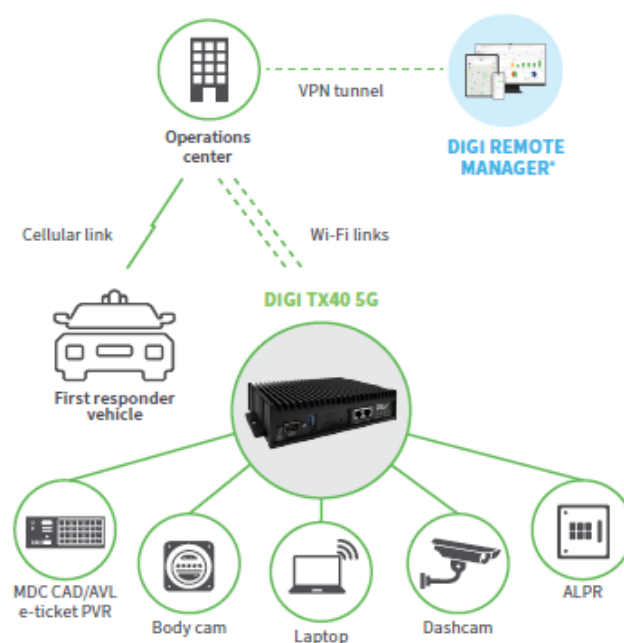 VPN tunnel
Operations
center
DIGI REMOTE
MANAGER®
Cellular link
Wi-Fi links
DIGI TX40 5G
First responder
vehicle
MDC CAD/AVL
e-ticket PVR
Body cam
Laptop
Dashcam
ALPR